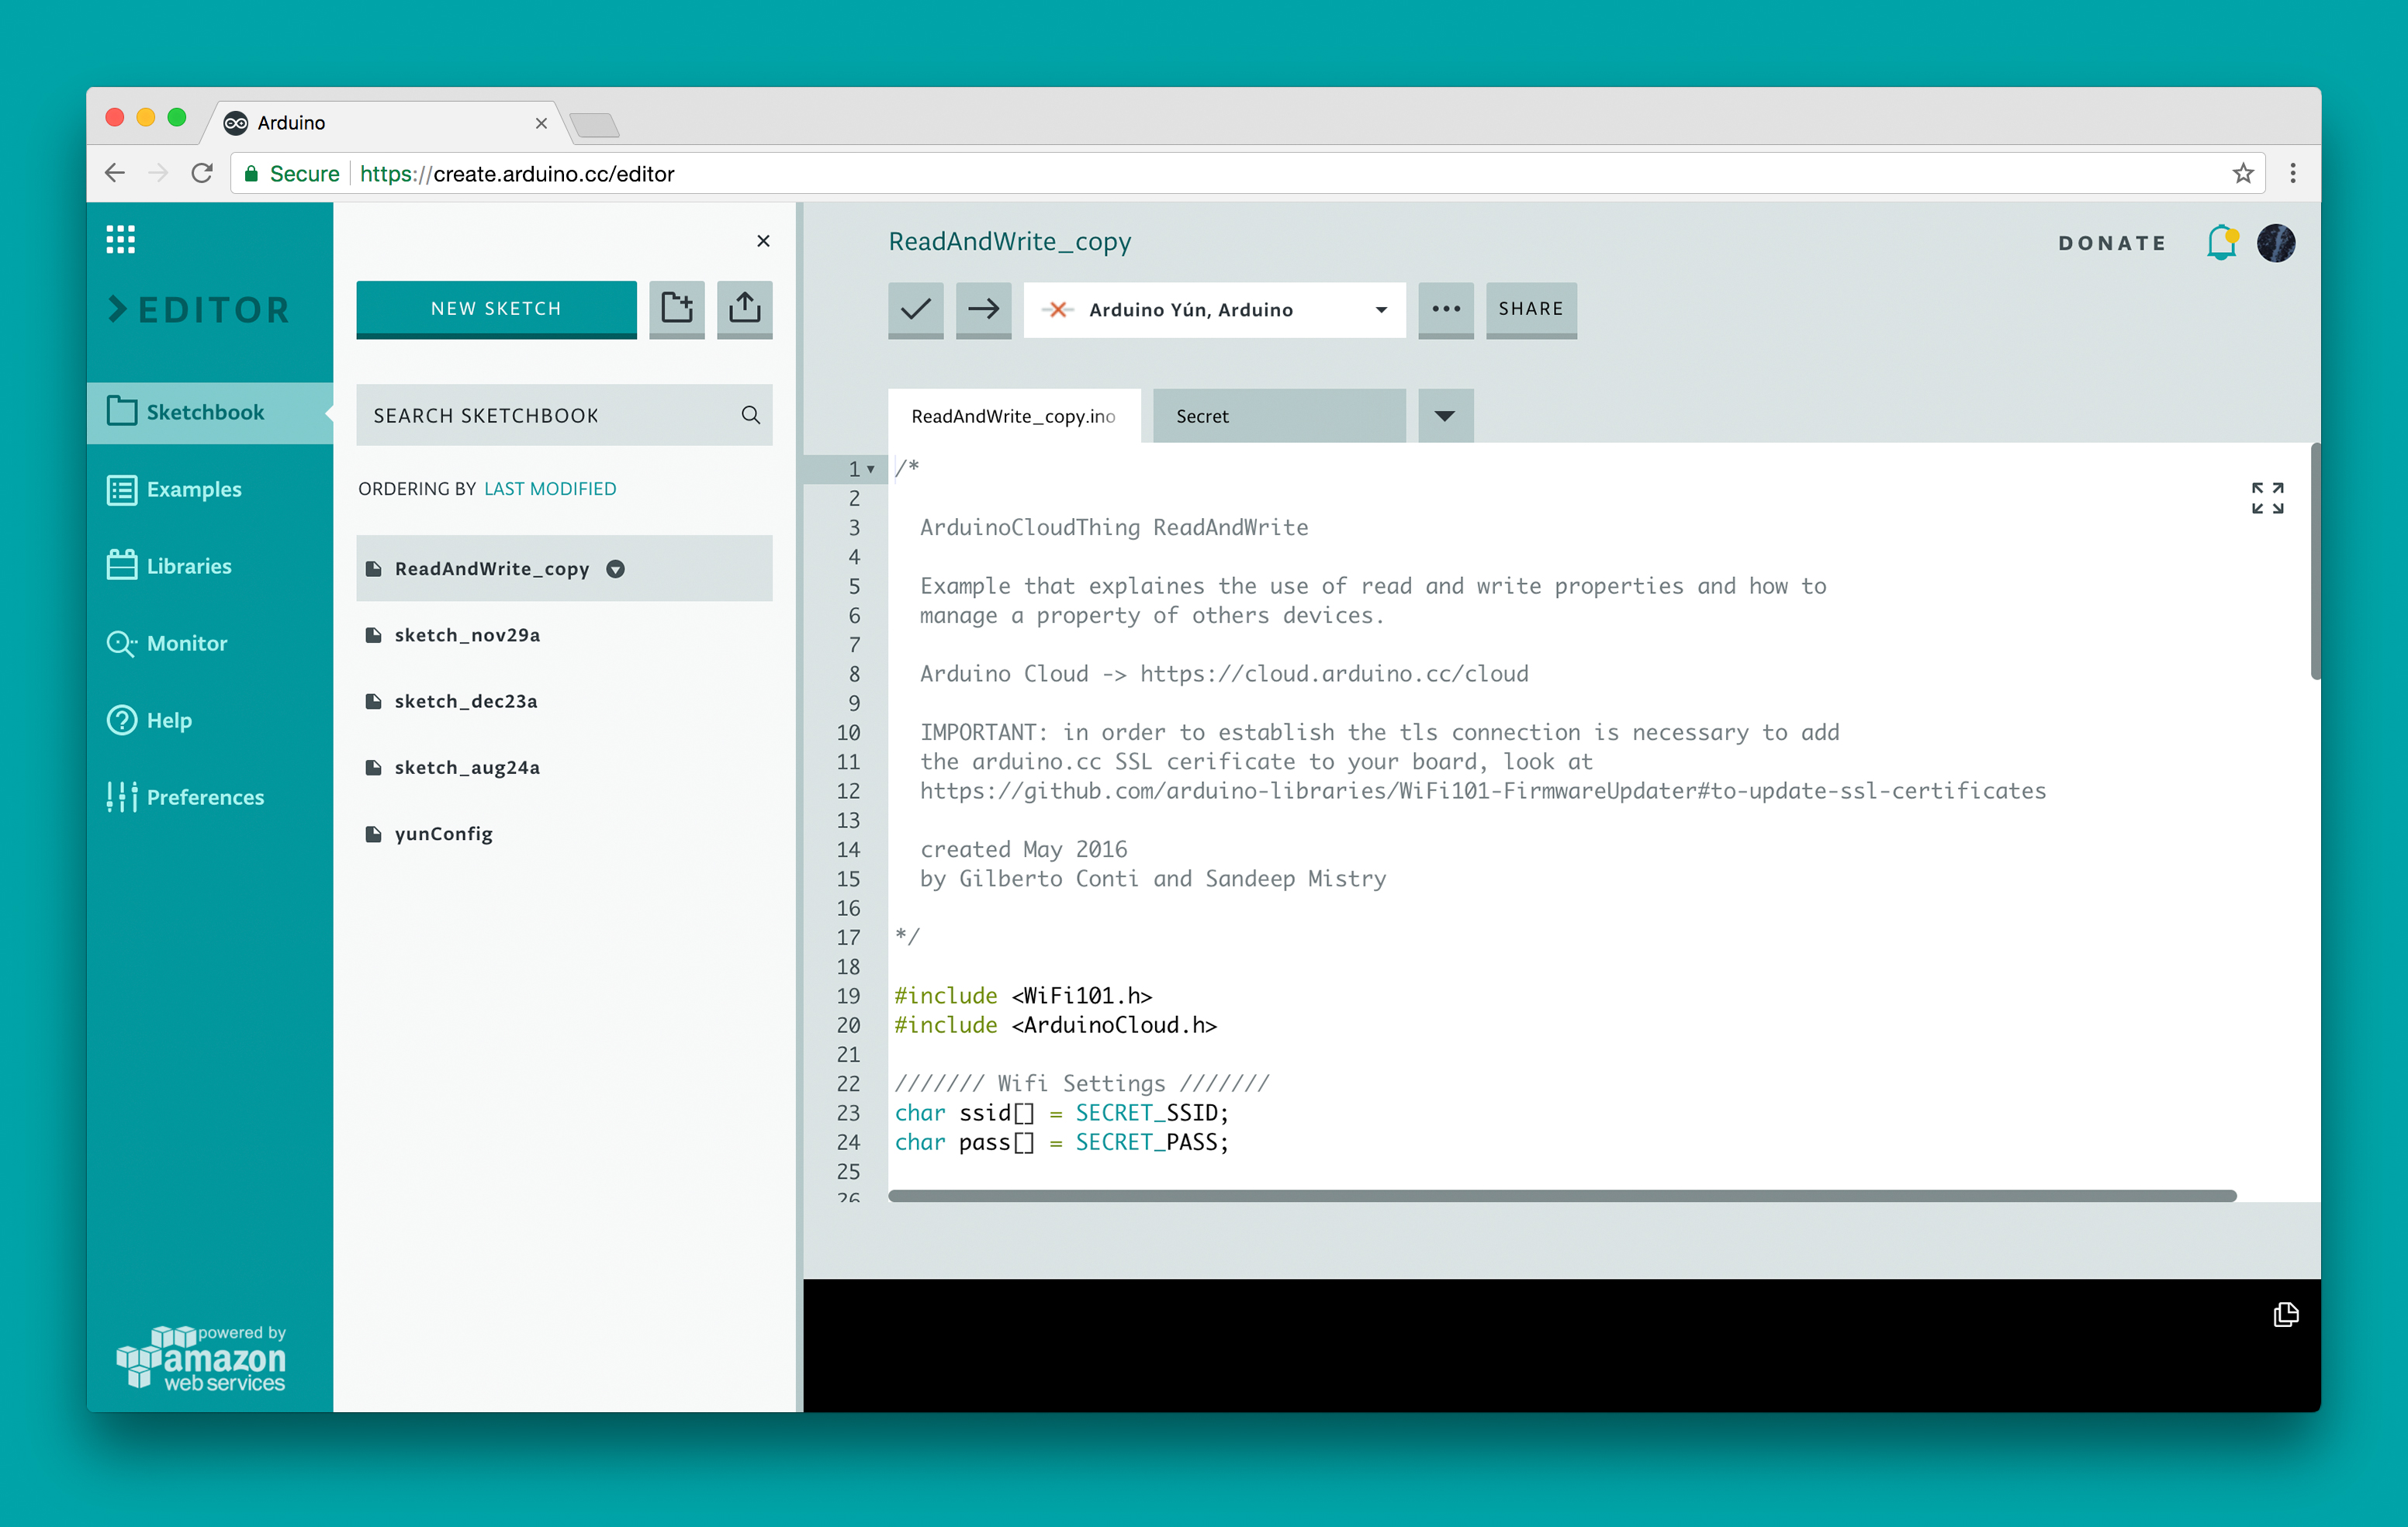 Arduino
Secure https://create.arduino.cc/editor
EDITOR
Sketchbook
Examples
Libraries
Monitor
Help
Preferences
powered by
amazon
web services
NEW SKETCH
SEARCH SKETCHBOOK
ORDERING BY LAST MODIFIED
ReadAndWrite_copy
sketch_nov29a
sketch_dec23a
sketch_aug24a
yunConfig
ReadAndWrite_copy
DONATE
Arduino Yún, Arduino
SHARE
ReadAndWrite_copy.ino
Secret
1 /*
2
3 ArduinoCloudThing ReadAndWrite
4
5 Example that explaines the use of read and write properties and how to
6 manage a property of others devices.
7
8 Arduino Cloud -> https://cloud.arduino.cc/cloud
9
10 IMPORTANT: in order to establish the tls connection is necessary to add
11 the arduino.cc SSL cerificate to your board, look at
12 https://github.com/arduino-libraries/WiFi101-FirmwareUpdater#to-update-ssl-certificates
13
14 created May 2016
15 by Gilberto Conti and Sandeep Mistry
16
17 */
18
19 #include <WiFi101.h>
20 #include <ArduinoCloud.h>
21
22 /////// Wifi Settings ///////
23 char ssid[] = SECRET_SSID;
24 char pass[] = SECRET_PASS;
25
26